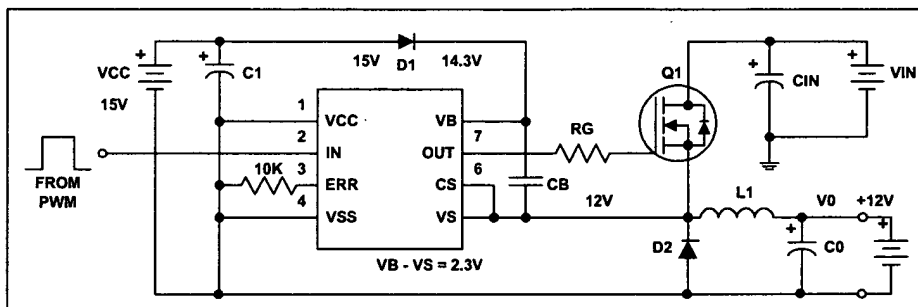 +
+
15V
14.3V
D1
VCC
15V
C1
Q1
+
CIN
+
VIN
1
VCC
VB
2
IN
7
OUT
RG
3
10K
ERR
6
CS
CB
4
VSS
VS
12V
L1
V0
+12V
FROM
PWM
VB - VS = 2.3V
D2
+
C0
+